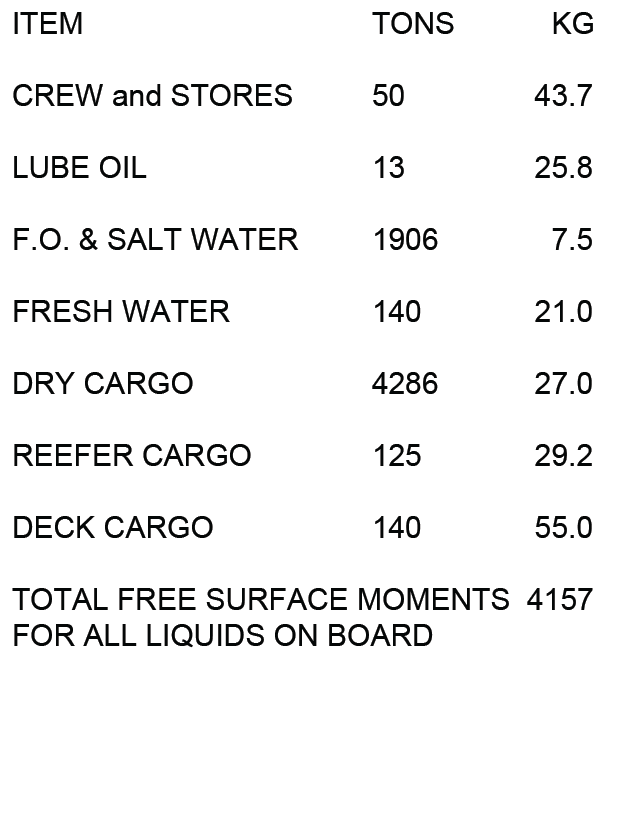 ITEM TONS KG
CREW and STORES 50 43.7
LUBE OIL 13 25.8
F.O. & SALT WATER 1906 7.5
FRESH WATER 140 21.0
DRY CARGO 4286 27.0
REEFER CARGO 125 29.2
DECK CARGO 140 55.0
TOTAL FREE SURFACE MOMENTS 4157
FOR ALL LIQUIDS ON BOARD